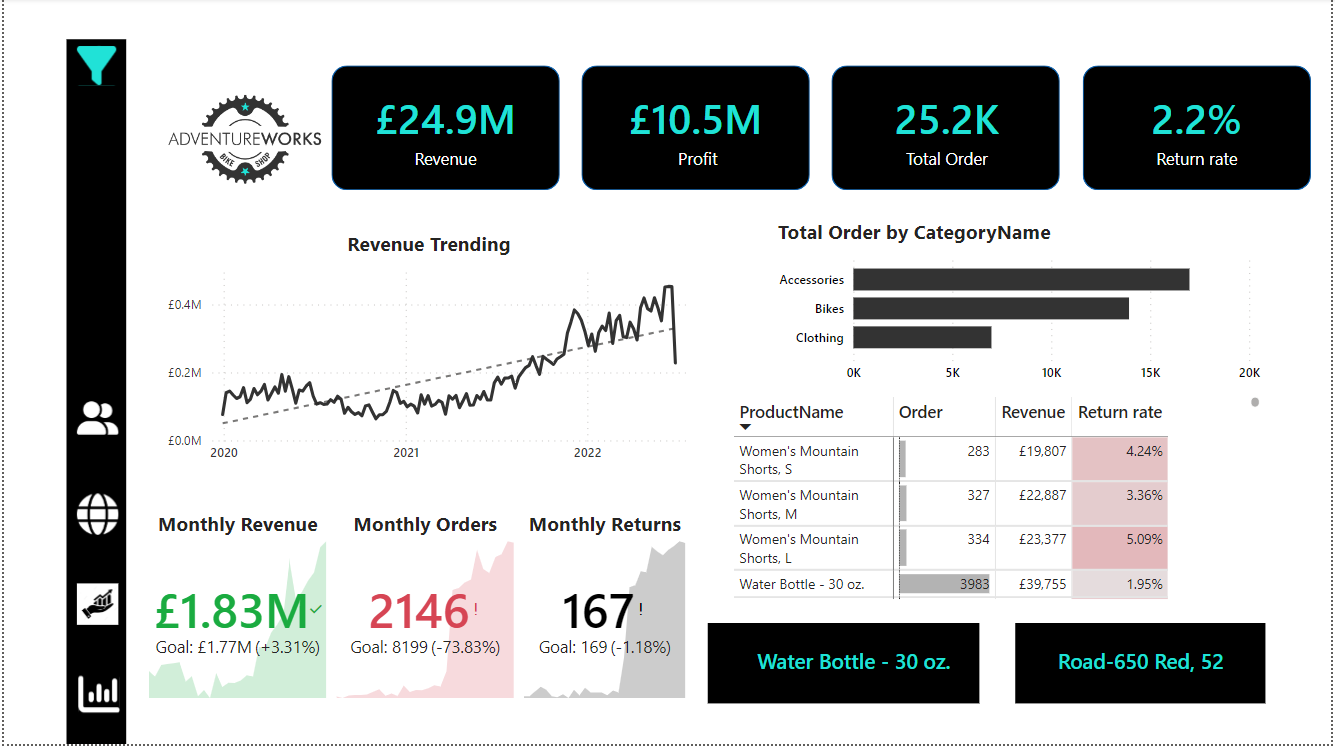 ADVENTUREWORKS
BIKE SHOP
£24.9M
Revenue
£10.5M
Profit
25.2K
Total Order
2.2%
Return rate
Revenue Trending
£0.4M
£0.2M
£0.0M
2020 2021 2022
Total Order by CategoryName
Accessories
Bikes
Clothing
0K 5K 10K 15K 20K
ProductName Order Revenue Return rate
Women's Mountain
Shorts, S 283 £19,807 4.24%
Women's Mountain
Shorts, M 327 £22,887 3.36%
Women's Mountain
Shorts, L 334 £23,377 5.09%
Water Bottle - 30 oz. 3983 £39,755 1.95%
Monthly Revenue
£1.83M
Goal: £1.77M (+3.31%)
Monthly Orders
2146!
Goal: 8199 (-73.83%)
Monthly Returns
167!
Goal: 169 (-1.18%)
Water Bottle - 30 oz.
Road-650 Red, 52